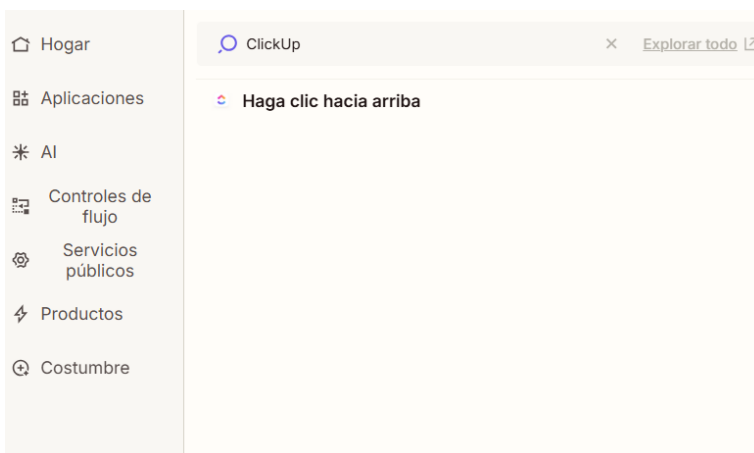 Hogar
ClickUp
Explorar todo
Aplicaciones
Haga clic hacia arriba
AI
Controles de
flujo
Servicios
públicos
Productos
Costumbre